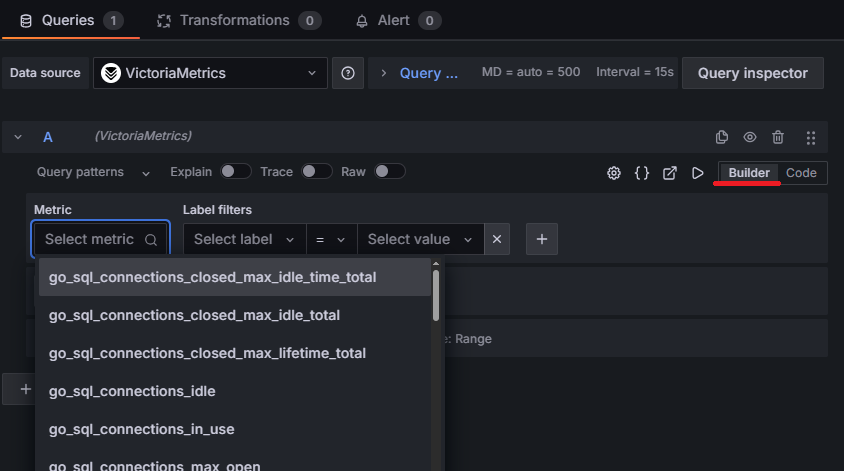 Queries 1 Transformations 0 Alert 0
Data source VictoriaMetrics Query ... MD = auto = 500 Interval = 15s Query inspector
A (VictoriaMetrics)
Query patterns Explain Trace Raw {} Builder Code
Metric Label filters
Select metric Select label = Select value × +
go_sql_connections_closed_max_idle_time_total
go_sql_connections_closed_max_idle_total
: Range
go_sql_connections_closed_max_lifetime_total
+
go_sql_connections_idle
go_sql_connections_in_use
go_sql_connections_max_open